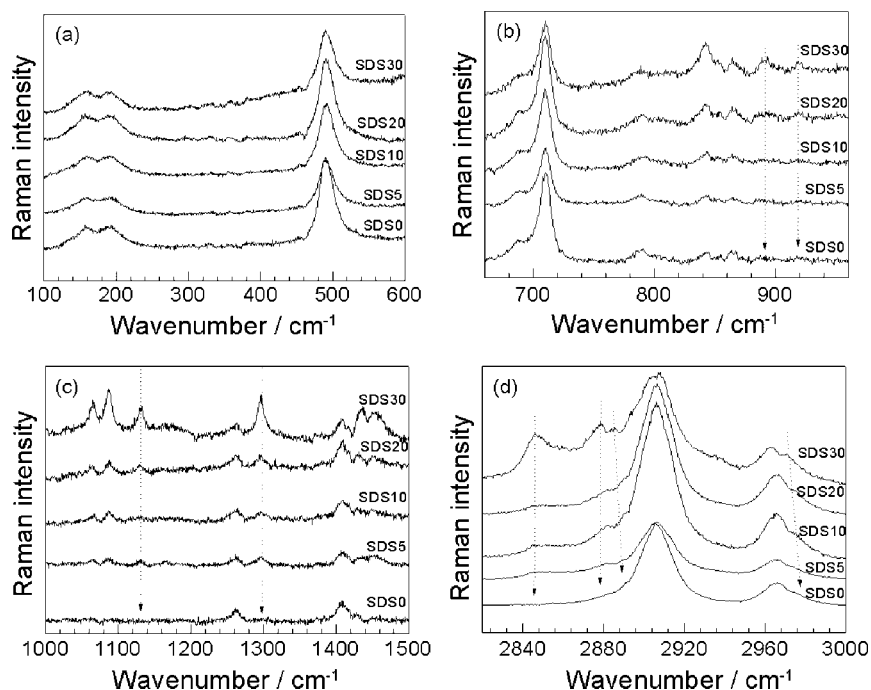 (a)
SDS30
SDS20
SDS10
SDS5
SDS0
100 200 300 400 500 600
Wavenumber / cm-1
Raman intensity
(b)
SDS30
SDS20
SDS10
SDS5
SDS0
700 800 900
Wavenumber / cm-1
Raman intensity
(c)
SDS30
SDS20
SDS10
SDS5
SDS0
1000 1100 1200 1300 1400 1500
Wavenumber / cm-1
Raman intensity
(d)
SDS30
SDS20
SDS10
SDS5
SDS0
2840 2880 2920 2960 3000
Wavenumber / cm-1
Raman intensity